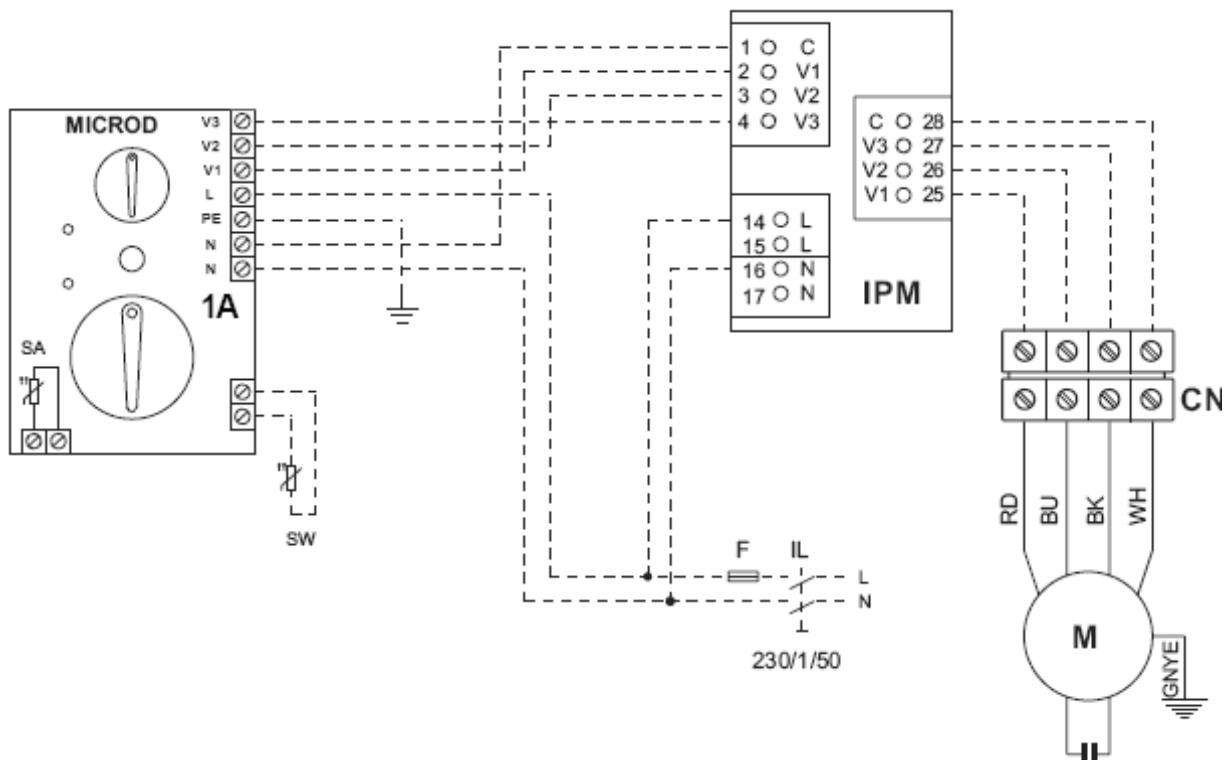 MICROD
V3
V2
V1
L
PE
N
N
1A
SA
SW
1 C
2 V1
3 V2
4 V3
14 L
15 L
16 N
17 N
C 28
V3 27
V2 26
V1 25
IPM
CN
RD
BU
BK
WH
M
GNYE
F
IL
L
N
230/1/50